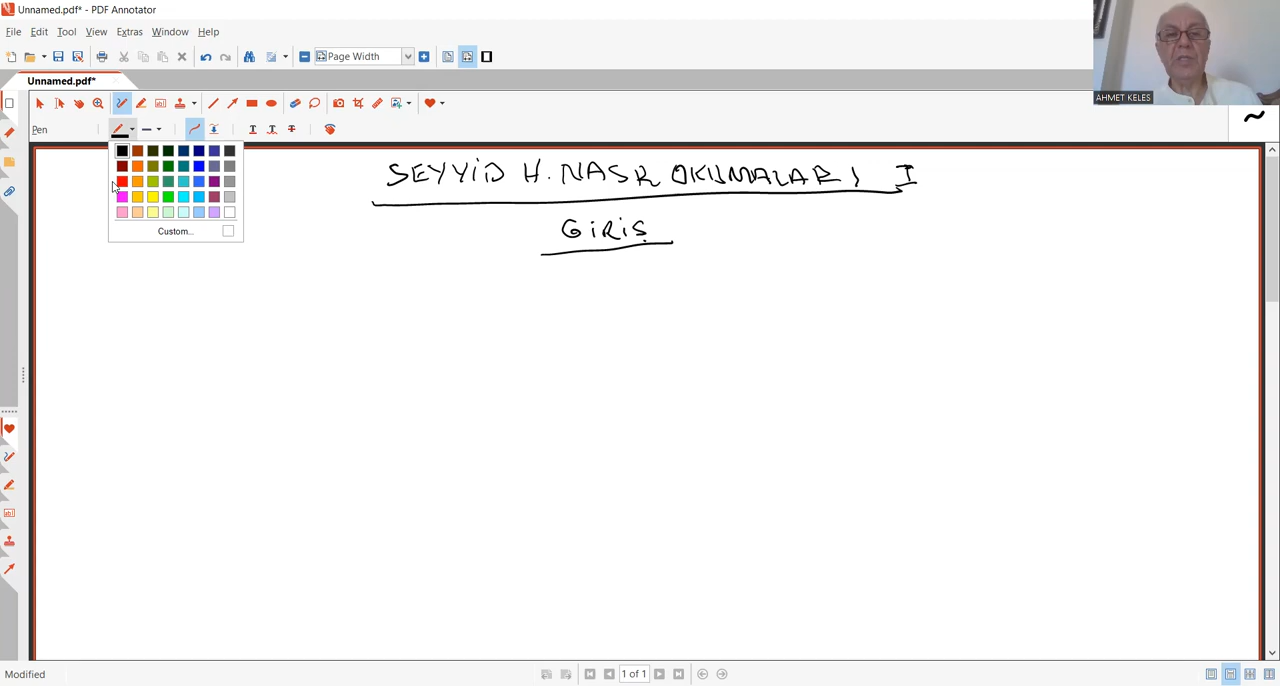 Unnamed.pdf* - PDF Annotator
File Edit Tool View Extras Window Help
Page Width
Unnamed.pdf*
AHMET KELES
Pen
Custom...
SEYYİD H. NASR OKUMALARI I
GİRİŞ
Modified
1 of 1